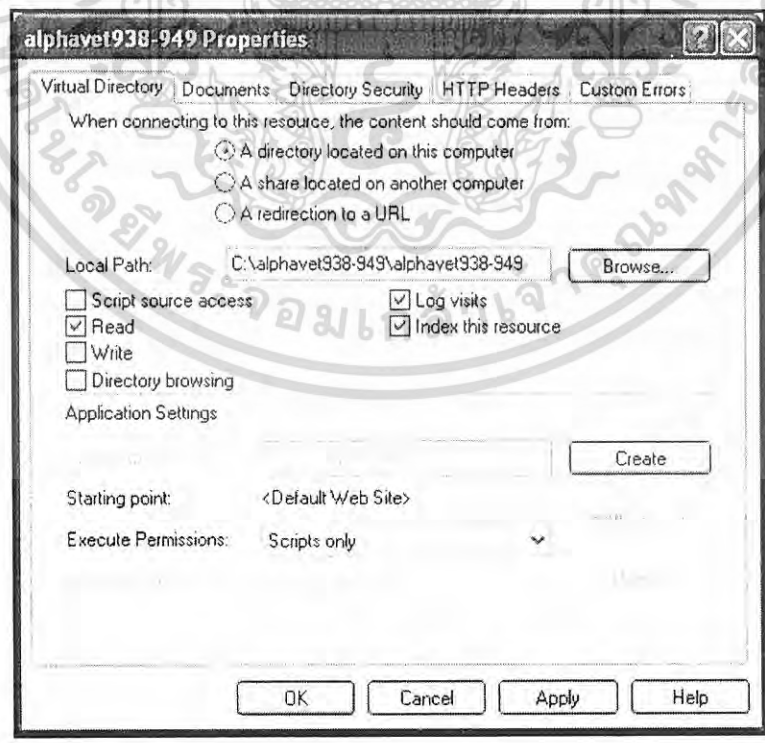 alphavet938-949 Properties
Virtual Directory Documents Directory Security HTTP Headers Custom Errors
When connecting to this resource, the content should come from:
A directory located on this computer
A share located on another computer
A redirection to a URL
Local Path: C:\alphavet938-949\alphavet938-949 Browse...
Script source access Log visits
Read Index this resource
Write
Directory browsing
Application Settings
Create
Starting point: <Default Web Site>
Execute Permissions: Scripts only
OK Cancel Apply Help